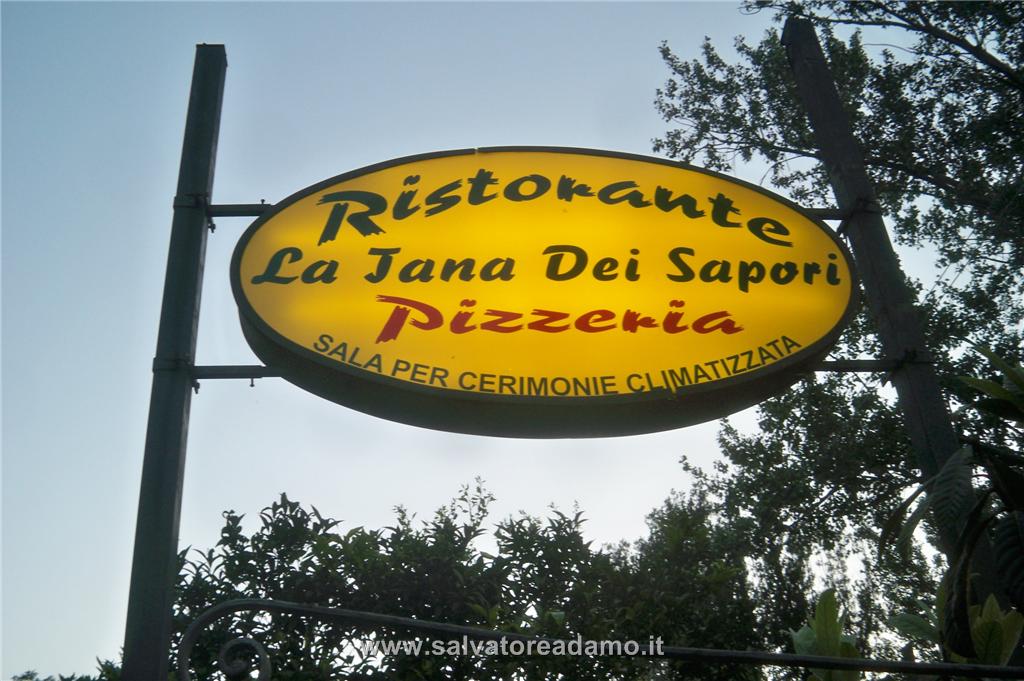 Ristorante
La Tana Dei Sapori
Pizzeria
SALA PER CERIMONIE CLIMATIZZATA
www.salvatoreadamo.it